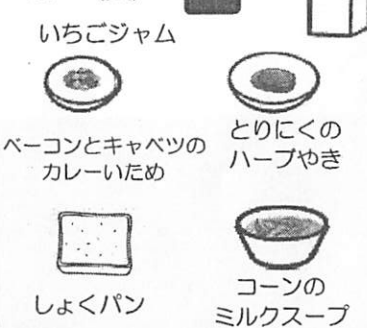 いちごジャム
ベーコンとキャベツの
カレーいため
とりにくの
ハーブやき
しょくパン
コーンの
ミルクスープ